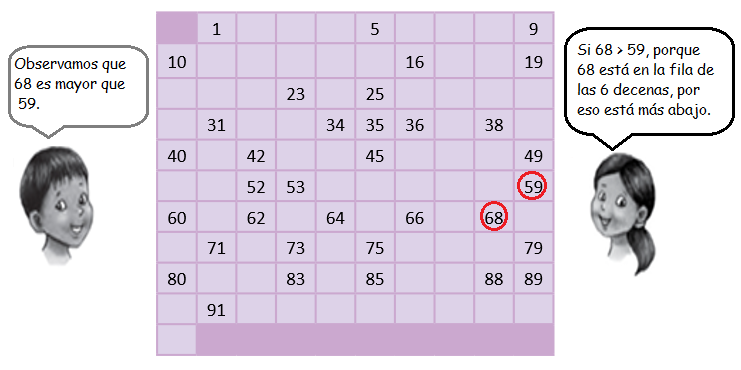 Observamos que
68 es mayor que
59.
Si 68 > 59, porque
68 está en la fila de
las 6 decenas, por
eso está más abajo.
1 5 9
10 16 19
23 25
31 34 35 36 38
40 42 45 49
52 53 59
60 62 64 66 68
71 73 75 79
80 83 85 88 89
91